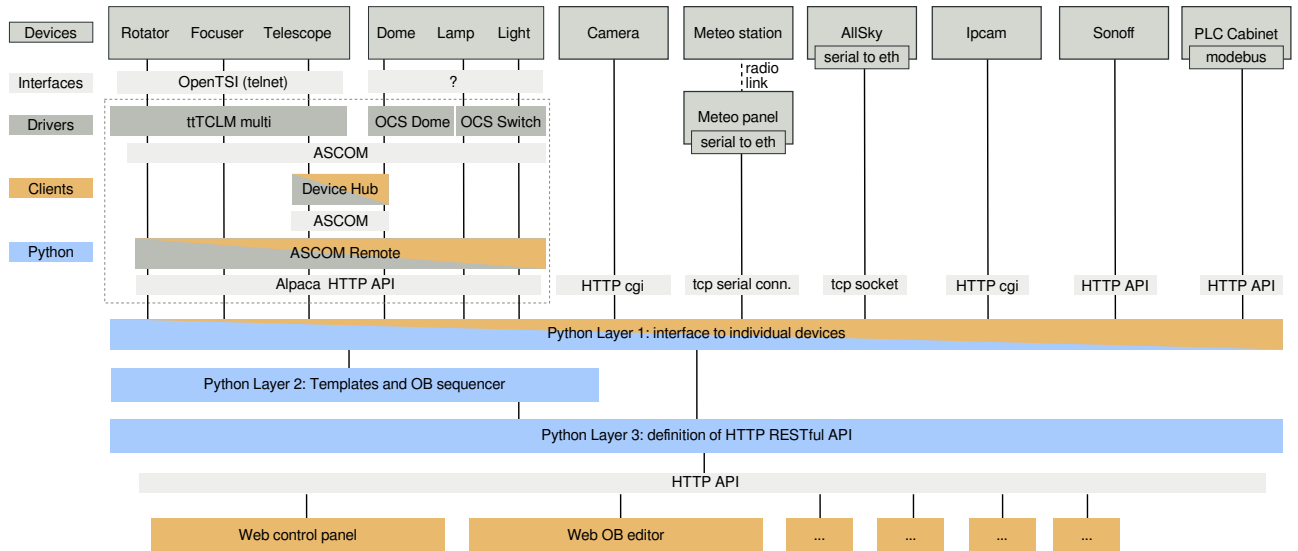 Devices
Rotator Focuser Telescope
Dome Lamp Light
Camera
Meteo station
AllSky
serial to eth
Ipcam
Sonoff
PLC Cabinet
modebus
Interfaces
OpenTSI (telnet)
?
radio
link
Drivers
ttTCLM multi
OCS Dome
OCS Switch
Meteo panel
serial to eth
ASCOM
Clients
Device Hub
ASCOM
Python
ASCOM Remote
Alpaca HTTP API
HTTP cgi
tcp serial conn.
tcp socket
HTTP cgi
HTTP API
HTTP API
Python Layer 1: interface to individual devices
Python Layer 2: Templates and OB sequencer
Python Layer 3: definition of HTTP RESTful API
HTTP API
Web control panel
Web OB editor
...
...
...
...